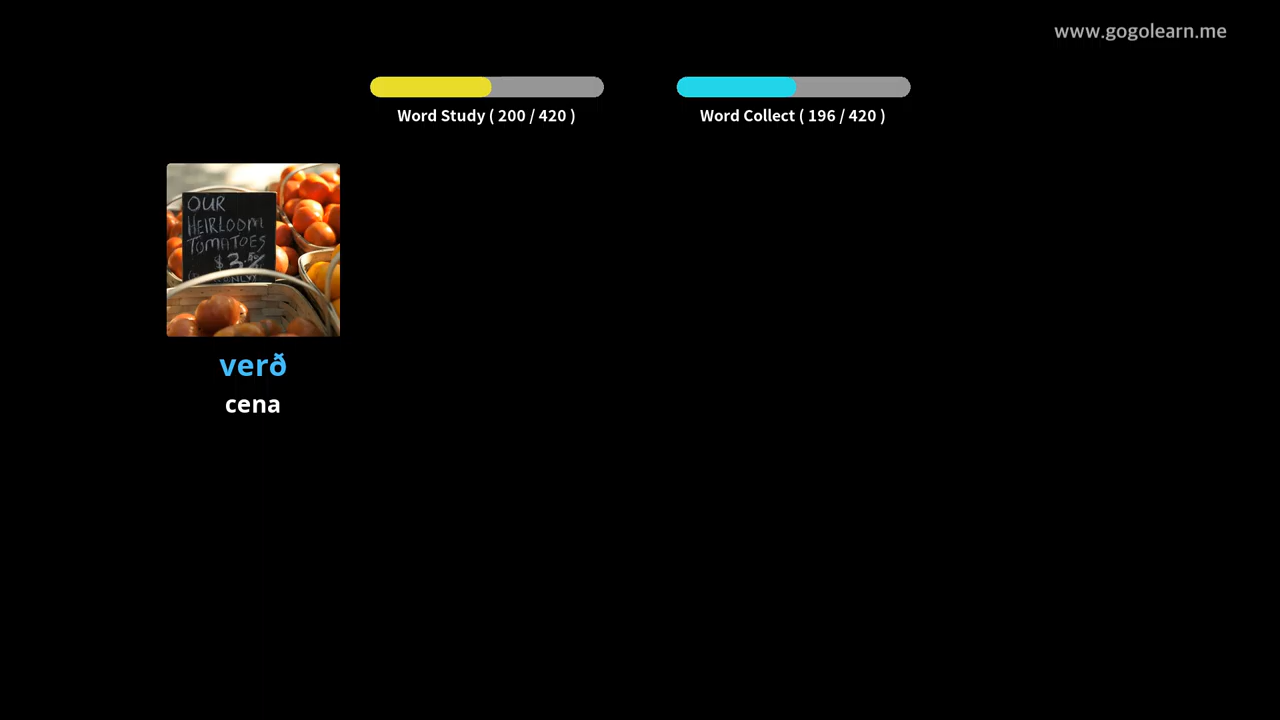 www.gogolearn.me
Word Study ( 200 / 420 )
Word Collect ( 196 / 420 )
OUR
HEIRLOOM
TOMATOES
verð
cena